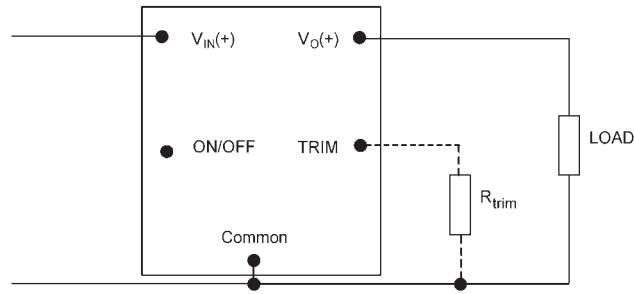 V_IN(+) V_O(+)
ON/OFF TRIM
LOAD
R_trim
Common